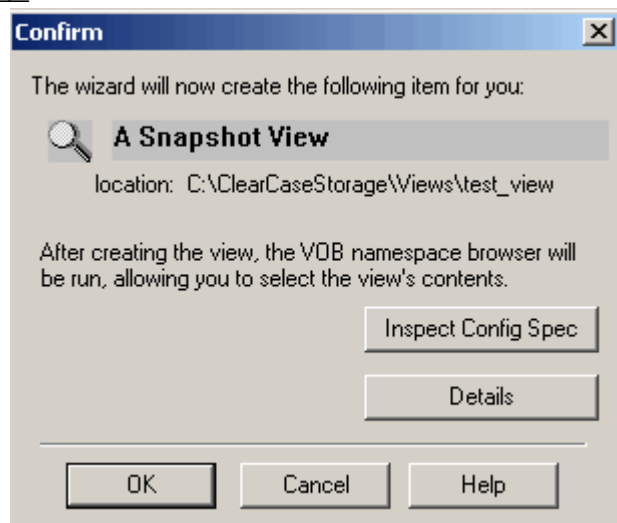 Confirm
The wizard will now create the following item for you:
A Snapshot View
location: C:\ClearCaseStorage\Views\test_view
After creating the view, the VOB namespace browser will
be run, allowing you to select the view's contents.
Inspect Config Spec
Details
OK Cancel Help